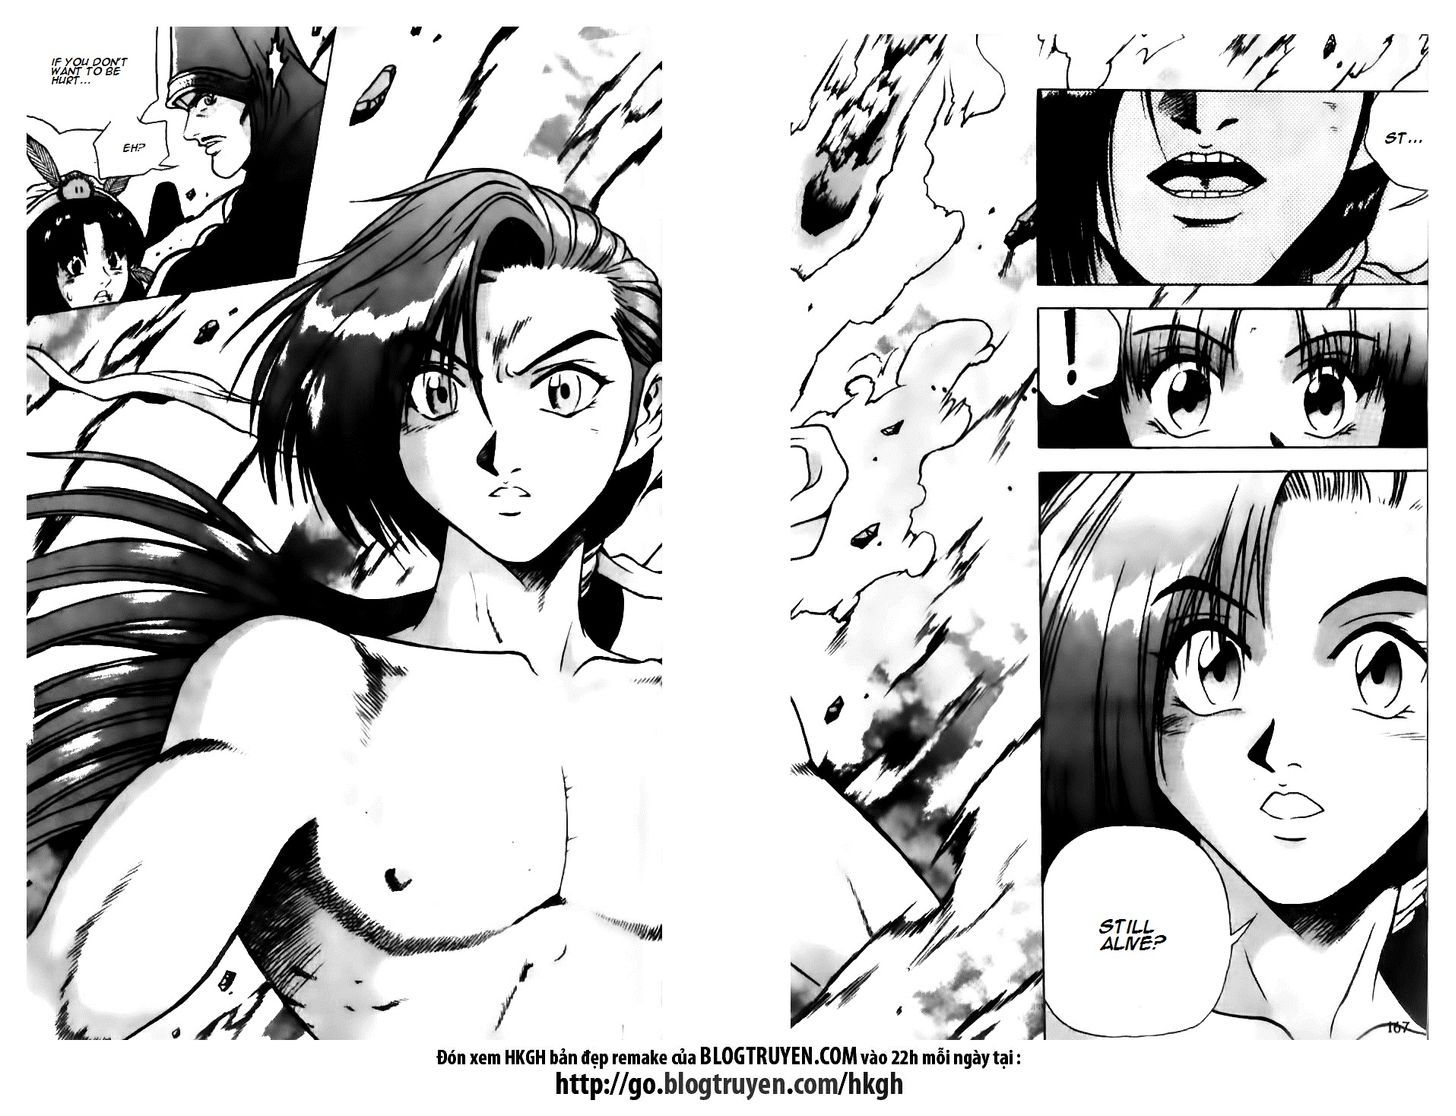 ST...
!
STILL
ALIVE?
167
IF YOU DON'T
WANT TO BE
HURT...
EH?
Đón xem HKGH bản đẹp remake của BLOGTRUYEN.COM vào 22h mỗi ngày tại :
http://go.blogtruyen.com/hkgh